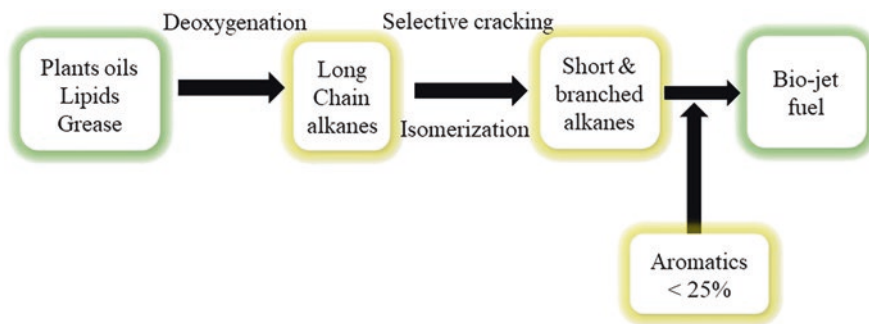 Deoxygenation
Selective cracking
Plants oils
Lipids
Grease
Long
Chain
alkanes
Isomerization
Short &
branched
alkanes
Bio-jet
fuel
Aromatics
< 25%